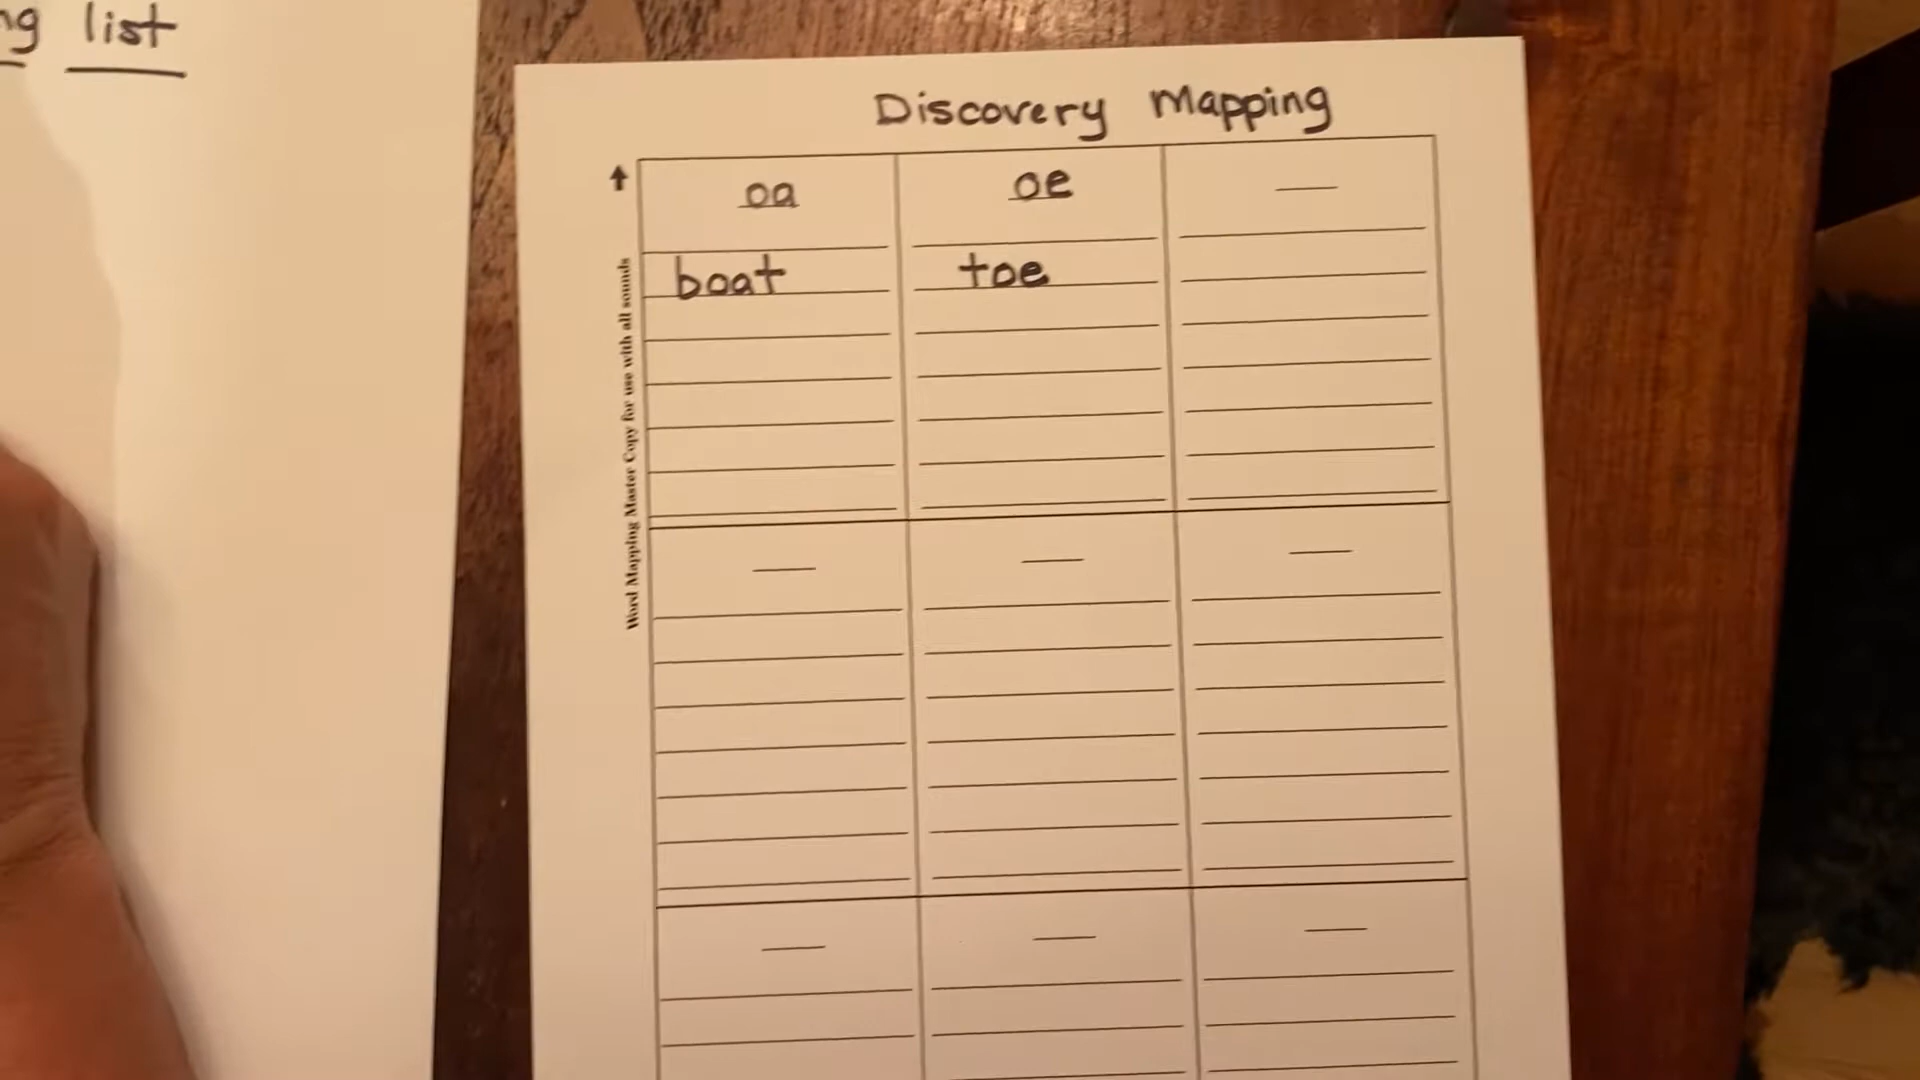 ng list
Discovery Mapping
oa oe
boat toe
Word Mapping Master Copy for use with all sounds